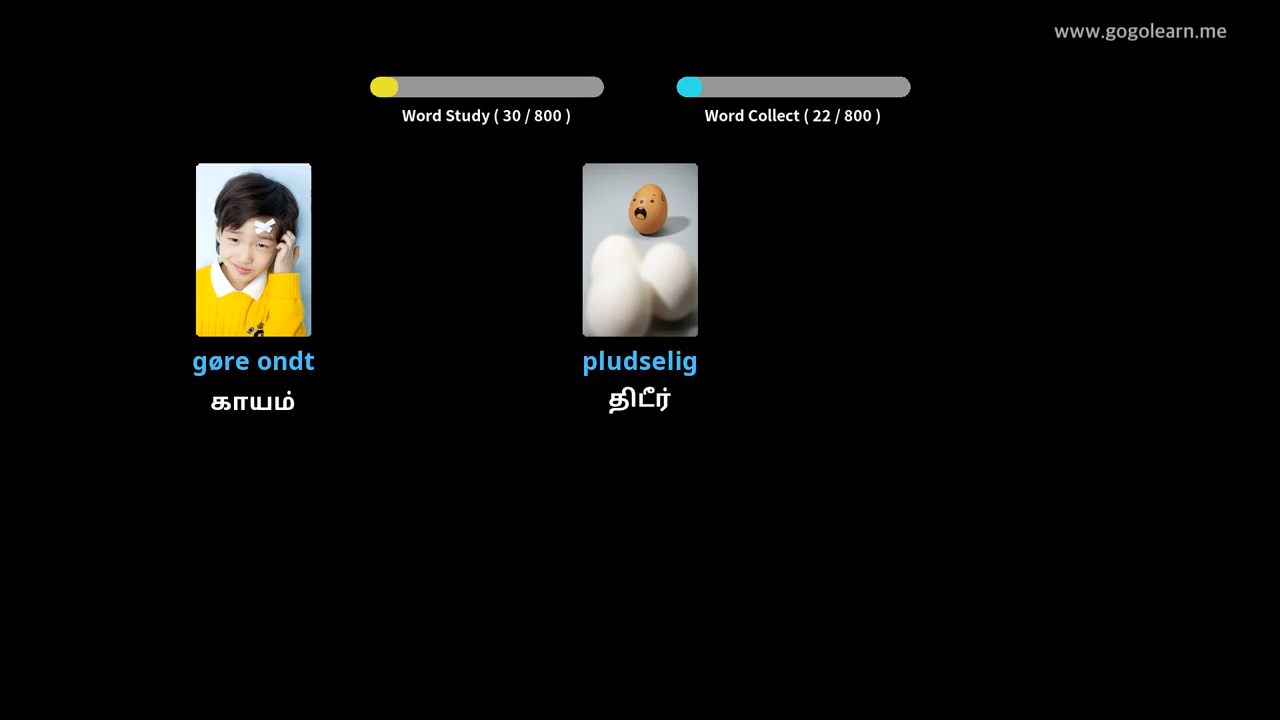 www.gogolearn.me
Word Study ( 30 / 800 )
Word Collect ( 22 / 800 )
gøre ondt
காயம்
pludselig
திடீர்